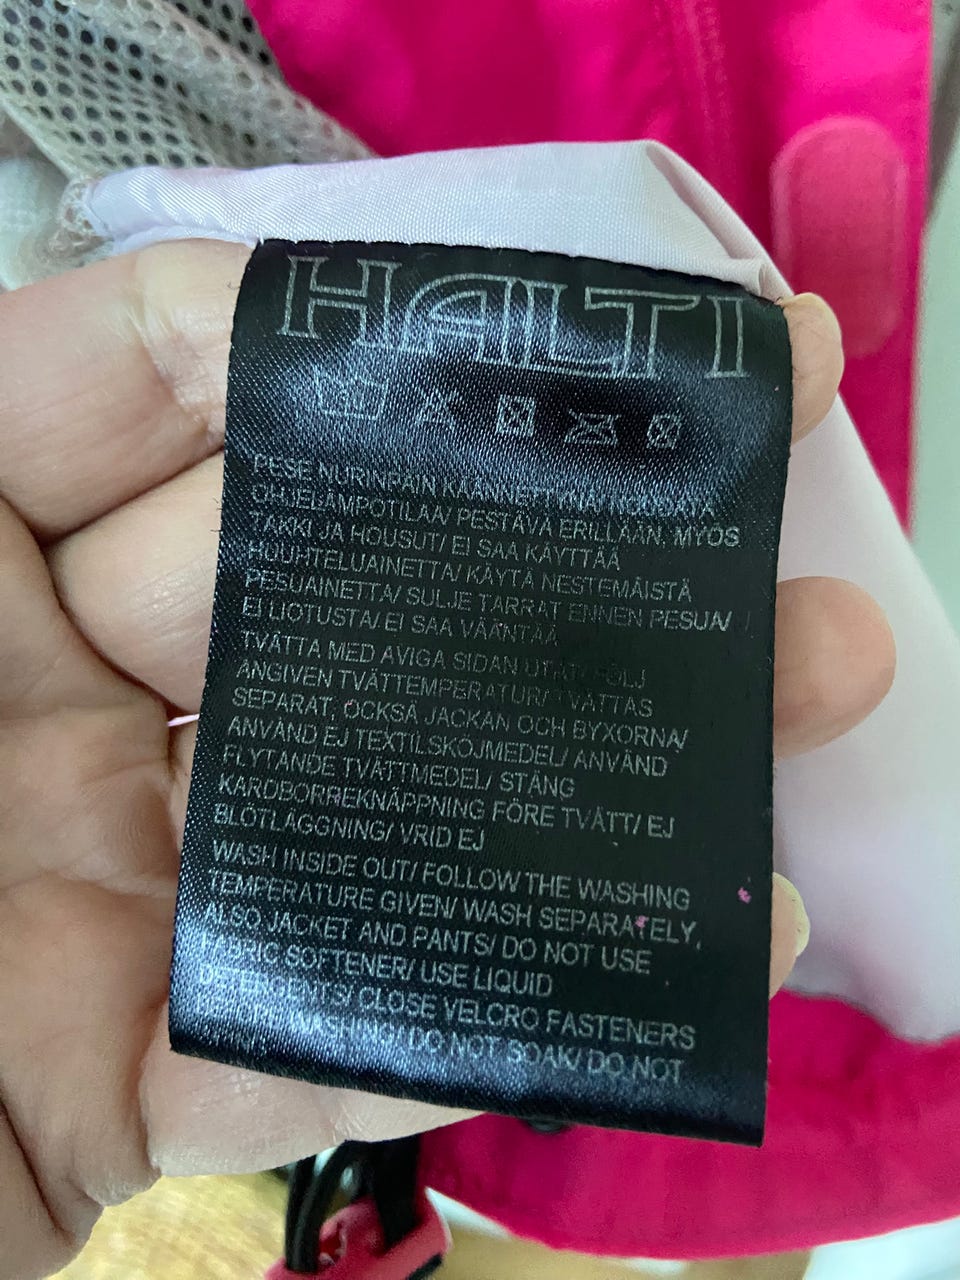 HALTI
PESE NURINPÄIN KÄÄNNETTYNÄ/ NOUDATA
OHJELÄMPÖTILAA/ PESTÄVÄ ERILLÄÄN, MYÖS
TAKKI JA HOUSUT/ EI SAA KÄYTTÄÄ
HUUHTELUAINETTA/ KÄYTÄ NESTEMÄISTÄ
PESUAINETTA/ SULJE TARRAT ENNEN PESUA/
EI LIOTUSTA/ EI SAA VÄÄNTÄÄ
TVÄTTA MED AVIGA SIDAN UTÅT/ FÖLJ
ANGIVEN TVÄTTEMPERATUR/ TVÄTTAS
SEPARAT, OCKSÅ JACKAN OCH BYXORNA/
ANVÄND EJ TEXTILSKÖJMEDEL/ ANVÄND
FLYTANDE TVÄTTMEDEL/ STÄNG
KARDBORREKNÄPPNING FÖRE TVÄTT/ EJ
BLÖTLÄGGNING/ VRID EJ
WASH INSIDE OUT/ FOLLOW THE WASHING
TEMPERATURE GIVEN/ WASH SEPARATELY,
ALSO JACKET AND PANTS/ DO NOT USE
FABRIC SOFTENER/ USE LIQUID
DETERGENTS/ CLOSE VELCRO FASTENERS
BEFORE WASHING/ DO NOT SOAK/ DO NOT